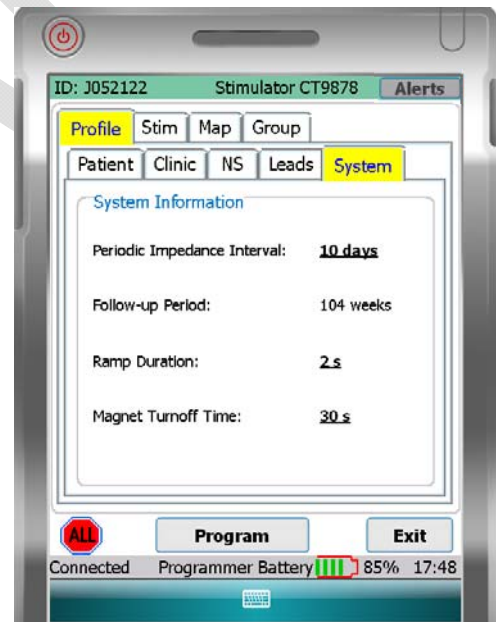 ID: J052122 Stimulator CT9878 Alerts
Profile Stim Map Group
Patient Clinic NS Leads System
System Information
Periodic Impedance Interval: 10 days
Follow-up Period: 104 weeks
Ramp Duration: 2 s
Magnet Turnoff Time: 30 s
ALL Program Exit
Connected Programmer Battery 85% 17:48